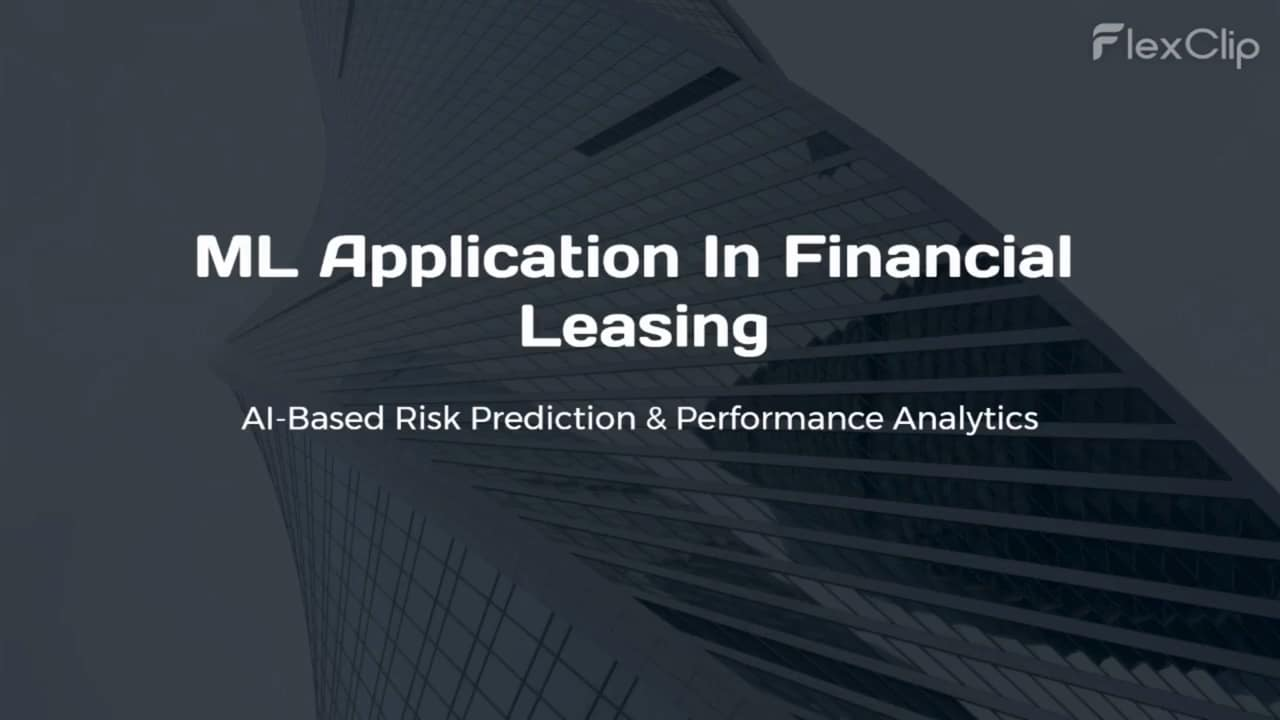 FlexClip
ML Application In Financial
Leasing
AI-Based Risk Prediction & Performance Analytics